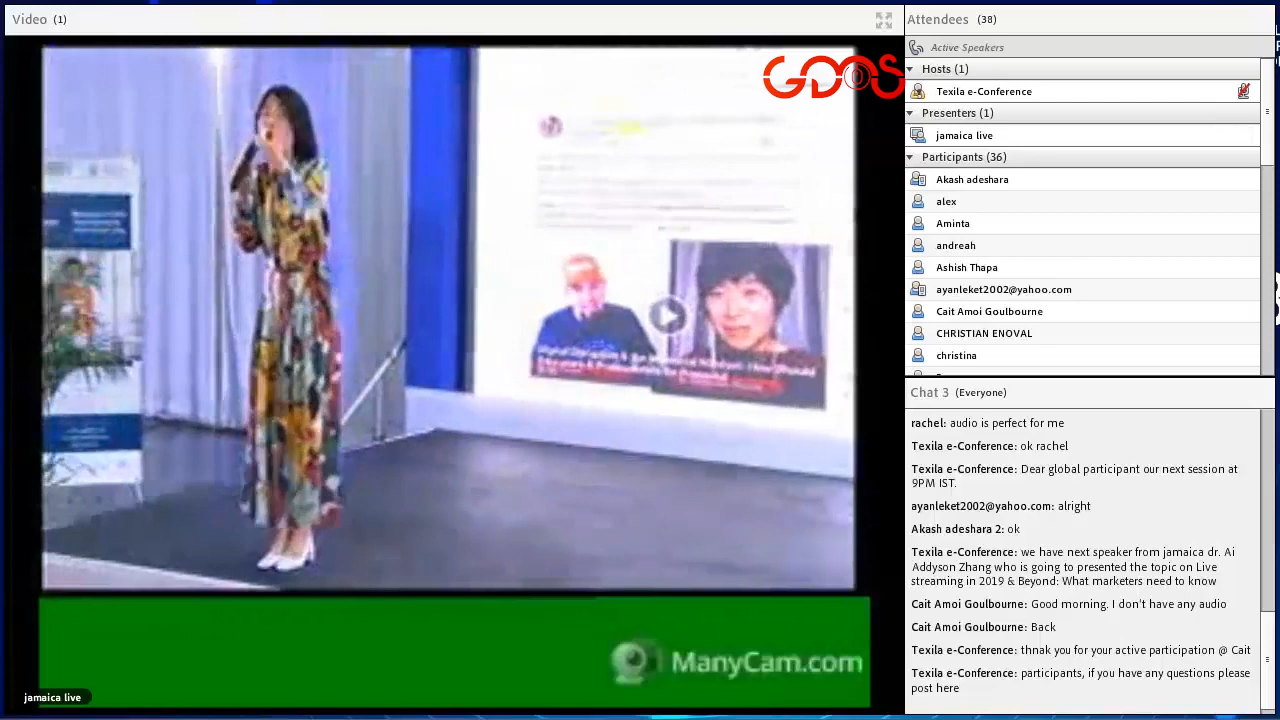 Video (1)
Attendees (38)
Active Speakers
Hosts (1)
Texila e-Conference
Presenters (1)
jamaica live
Participants (36)
Akash adeshara
alex
Aminta
andreah
Ashish Thapa
ayanleket2002@yahoo.com
Cait Amoi Goulbourne
CHRISTIAN ENOVAL
christina
Chat 3 (Everyone)
rachel: audio is perfect for me
Texila e-Conference: ok rachel
Texila e-Conference: Dear global participant our next session at
9PM IST.
ayanleket2002@yahoo.com: alright
Akash adeshara 2: ok
Texila e-Conference: we have next speaker from jamaica dr. Ai
Addyson Zhang who is going to presented the topic on Live
streaming in 2019 & Beyond: What marketers need to know
Cait Amoi Goulbourne: Good morning. I don't have any audio
Cait Amoi Goulbourne: Back
Texila e-Conference: thnak you for your active participation @ Cait
Texila e-Conference: participants, if you have any questions please
post here
ManyCam.com
jamaica live